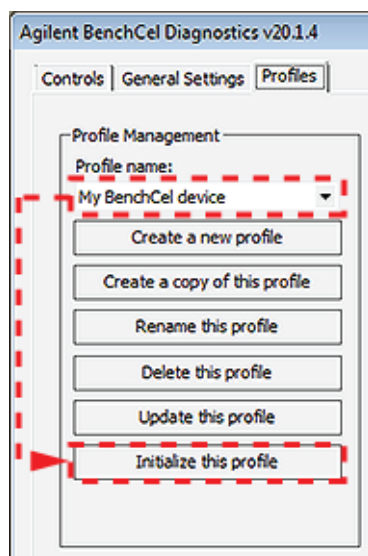 Agilent BenchCel Diagnostics v20.1.4
Controls General Settings Profiles
Profile Management
Profile name:
My BenchCel device
Create a new profile
Create a copy of this profile
Rename this profile
Delete this profile
Update this profile
Initialize this profile